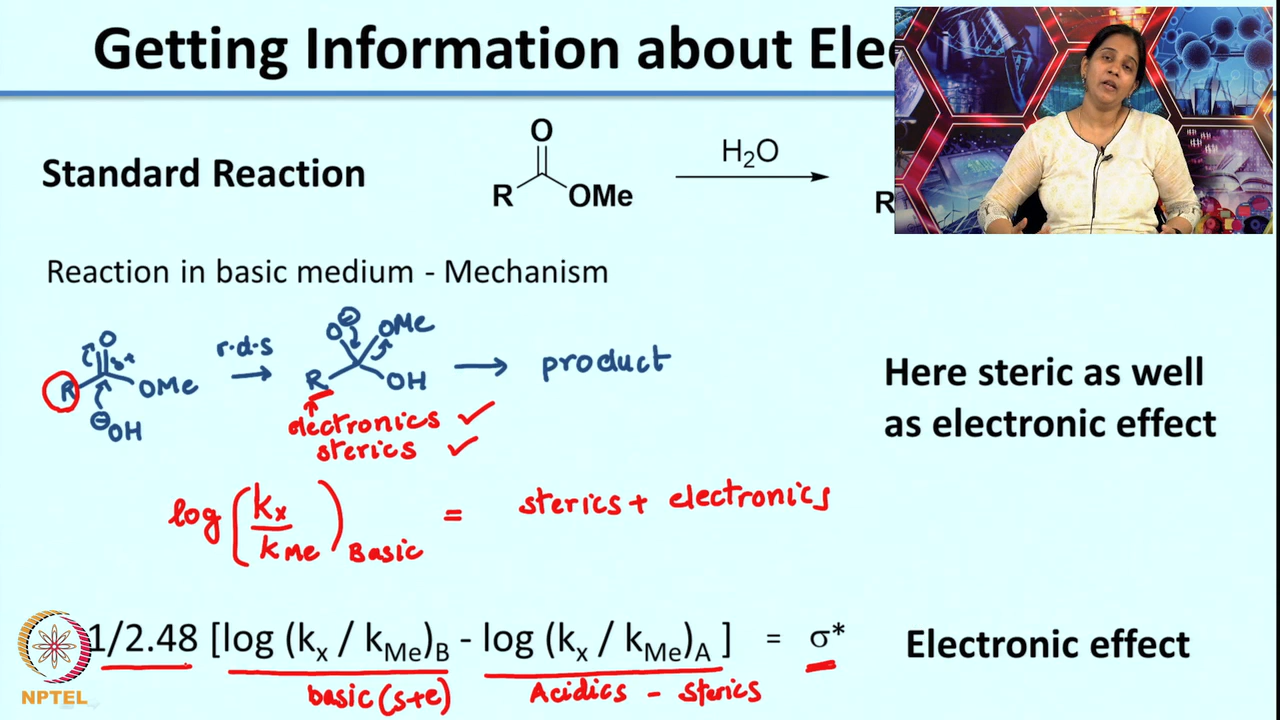 Getting Information about Elec
Standard Reaction
O
R
OMe
H₂O
R
Reaction in basic medium - Mechanism
O
δ+
R
OMe
⊖OH
r.d.s
O⊖
OMe
R
OH
product
electronics ✓
sterics ✓
Here steric as well
as electronic effect
log (kx / kMe) Basic = sterics + electronics
1/2.48 [log (kx / kMe)B - log (kx / kMe)A ] = σ* Electronic effect
basic (s+e)
Acidics - sterics
NPTEL